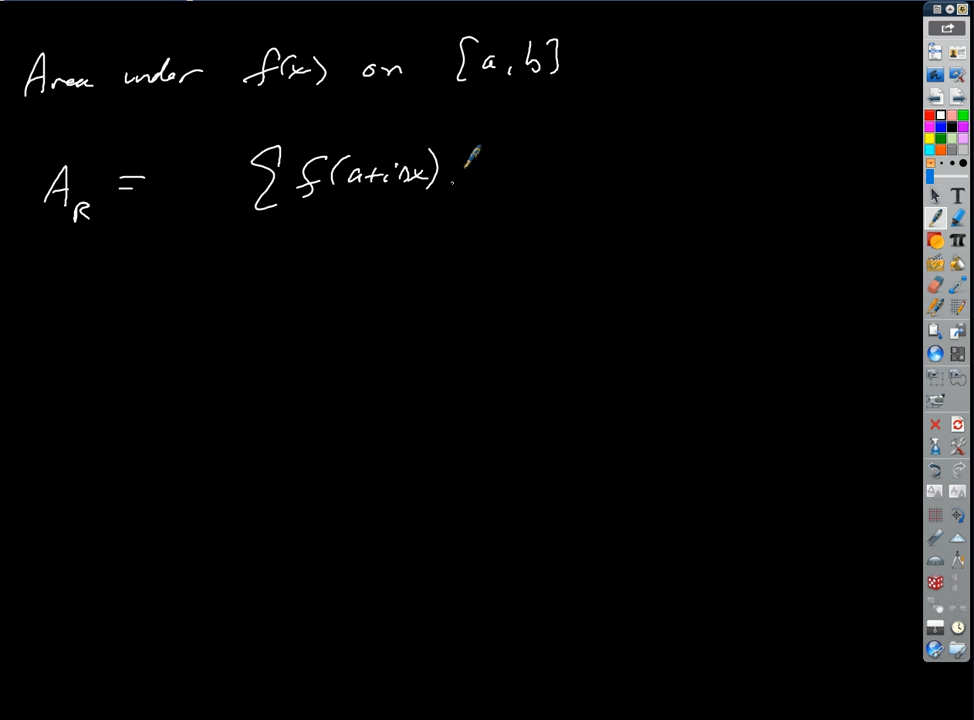 Area under f(x) on [a,b]
A_R = Σ f(a+iΔx).